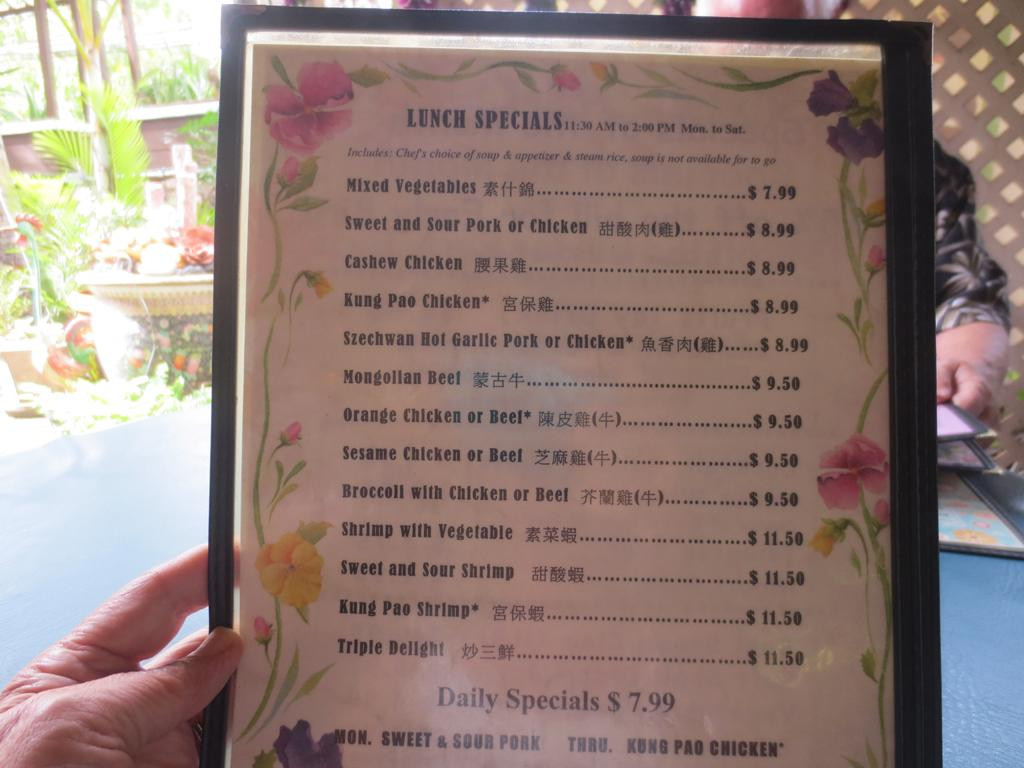 LUNCH SPECIALS 11:30 AM to 2:00 PM Mon. to Sat.
Includes: Chef's choice of soup & appetizer & steam rice, soup is not available for to go
Mixed Vegetables 素什錦........................$ 7.99
Sweet and Sour Pork or Chicken 甜酸肉(雞)............$ 8.99
Cashew Chicken 腰果雞........................$ 8.99
Kung Pao Chicken* 宮保雞........................$ 8.99
Szechwan Hot Garlic Pork or Chicken* 魚香肉(雞)......$ 8.99
Mongolian Beef 蒙古牛........................$ 9.50
Orange Chicken or Beef* 陳皮雞(牛)..................$ 9.50
Sesame Chicken or Beef 芝麻雞(牛)..................$ 9.50
Broccoli with Chicken or Beef 芥蘭雞(牛)............$ 9.50
Shrimp with Vegetable 素菜蝦........................$ 11.50
Sweet and Sour Shrimp 甜酸蝦........................$ 11.50
Kung Pao Shrimp* 宮保蝦........................$ 11.50
Triple Delight 炒三鮮........................$ 11.50
Daily Specials $ 7.99
MON. SWEET & SOUR PORK THRU. KUNG PAO CHICKEN*